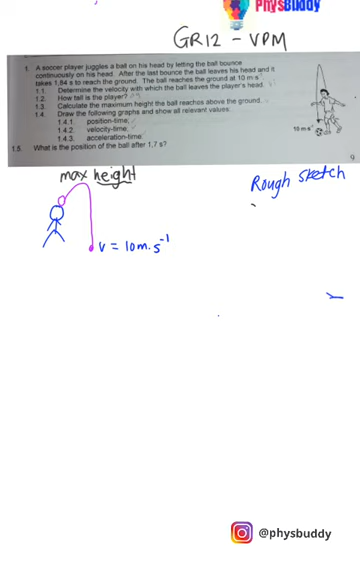 PhysBuddy
GR12 - VPM
1. A soccer player juggles a ball on his head by letting the ball bounce
continuously on his head. After the last bounce the ball leaves his head and it
takes 1,64 s to reach the ground. The ball reaches the ground at 10 m·s⁻¹
1.1. Determine the velocity with which the ball leaves the player's head.
1.2. How tall is the player?
1.3. Calculate the maximum height the ball reaches above the ground.
1.4. Draw the following graphs and show all relevant values.
1.4.1. position-time,
1.4.2. velocity-time,
1.4.3. acceleration-time.
1.5. What is the position of the ball after 1,7 s?
10 m·s⁻¹
9
max height
Rough sketch
v = 10m.s⁻¹
@physbuddy